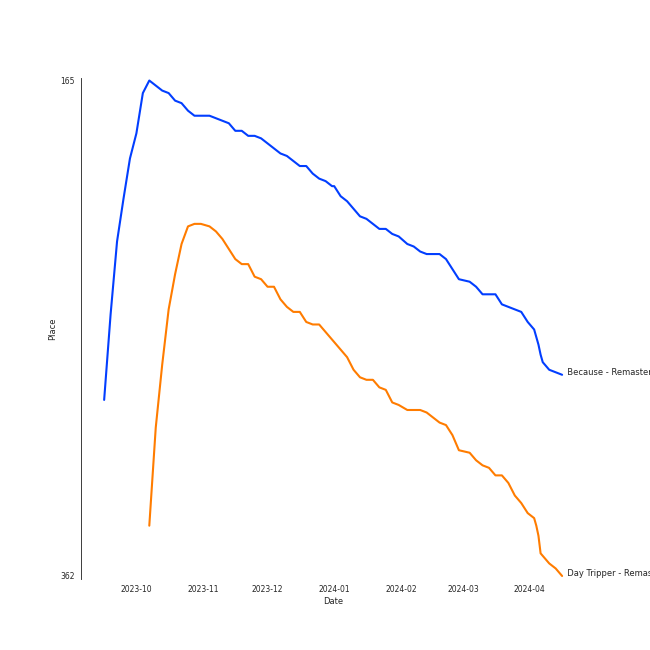 165
Place
Because - Remaster
362
Day Tripper - Remas
2023-10 2023-11 2023-12 2024-01 2024-02 2024-03 2024-04
Date